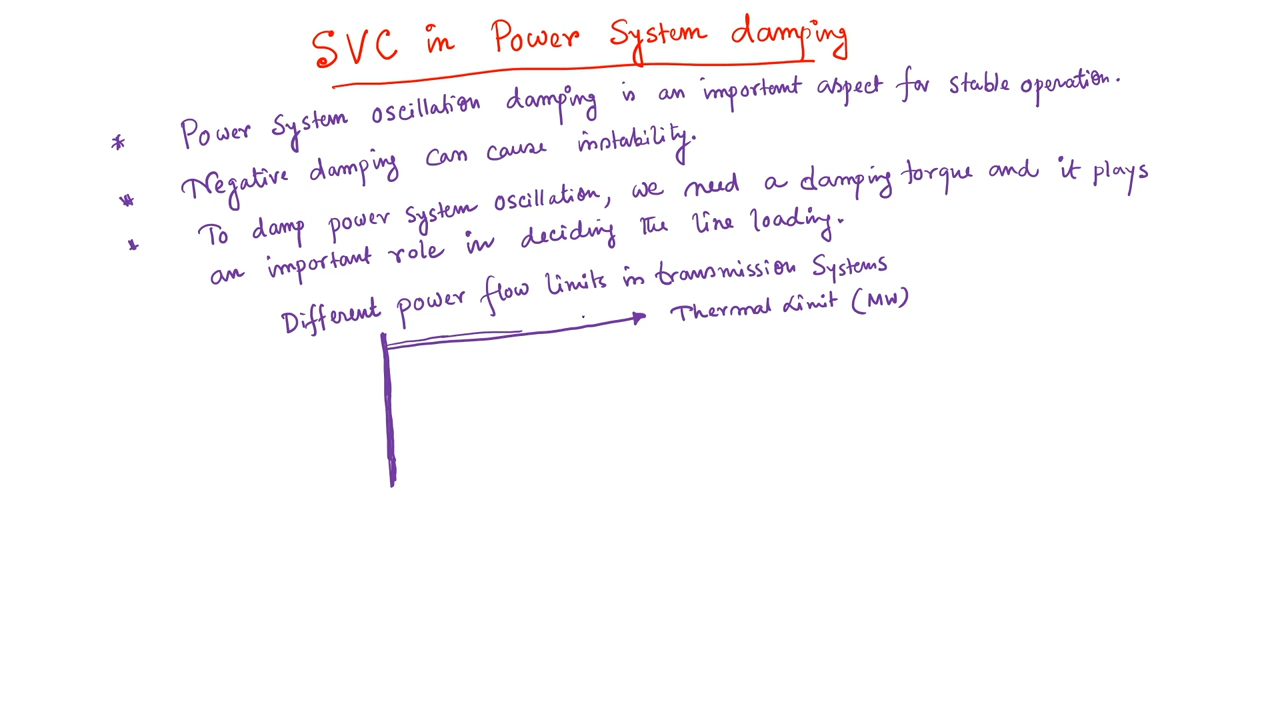 SVC in Power System damping
* Power System oscillation damping is an important aspect for stable operation.
* Negative damping can cause instability.
* To damp power system oscillation, we need a damping torque and it plays
an important role in deciding the line loading.
Different power flow limits in transmission Systems
Thermal Limit (MW)